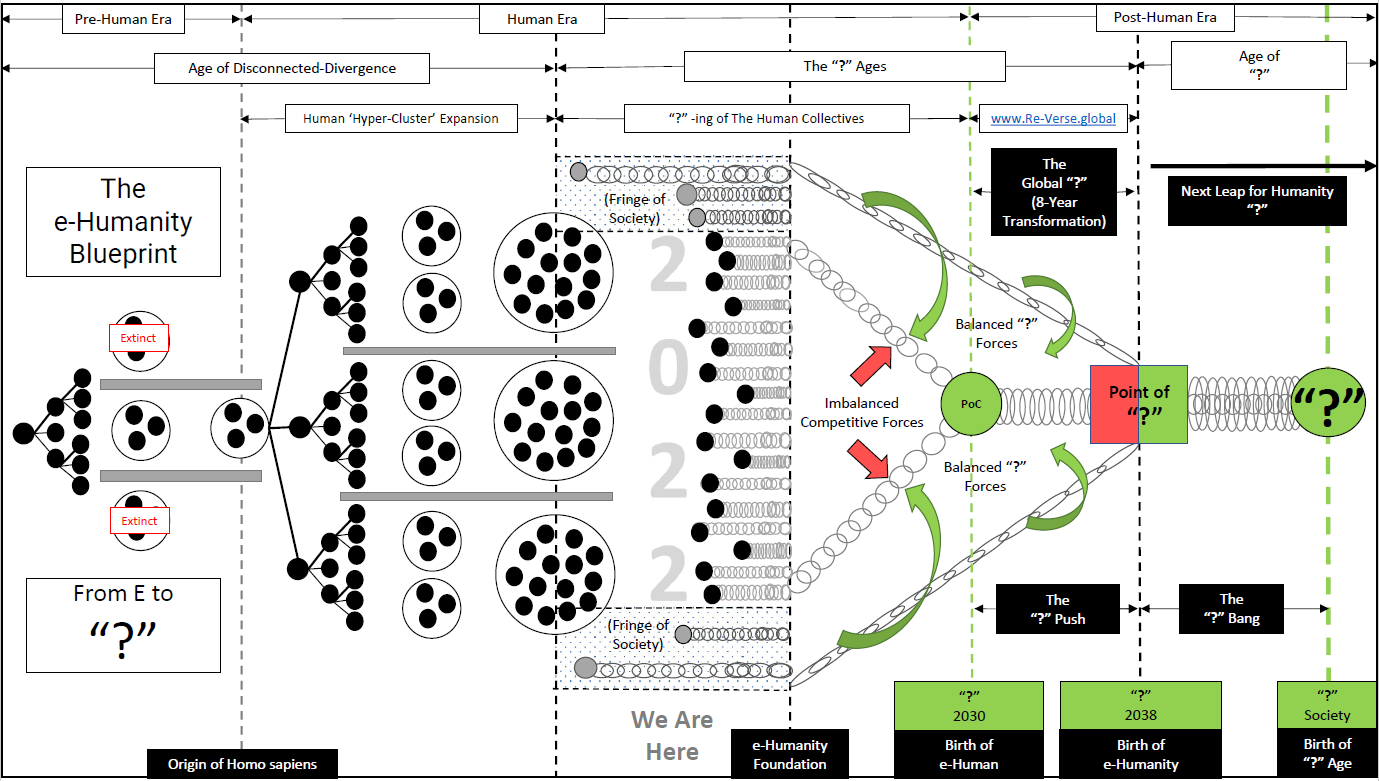 Pre-Human Era
Human Era
Post-Human Era
Age of Disconnected-Divergence
The “?” Ages
Age of
“?”
Human ‘Hyper-Cluster’ Expansion
“?” -ing of The Human Collectives
www.Re-Verse.global
The
e-Humanity
Blueprint
(Fringe of
Society)
The
Global “?”
(8-Year
Transformation)
Next Leap for Humanity
“?”
2
0
2
2
Extinct
Extinct
Balanced “?”
Forces
Imbalanced
Competitive Forces
PoC
Point of
“?”
“?”
Balanced “?”
Forces
From E to
“?”
(Fringe of
Society)
The
“?” Push
The
“?” Bang
We Are
Here
“?”
2030
“?”
2038
“?”
Society
Origin of Homo sapiens
e-Humanity
Foundation
Birth of
e-Human
Birth of
e-Humanity
Birth of
“?” Age